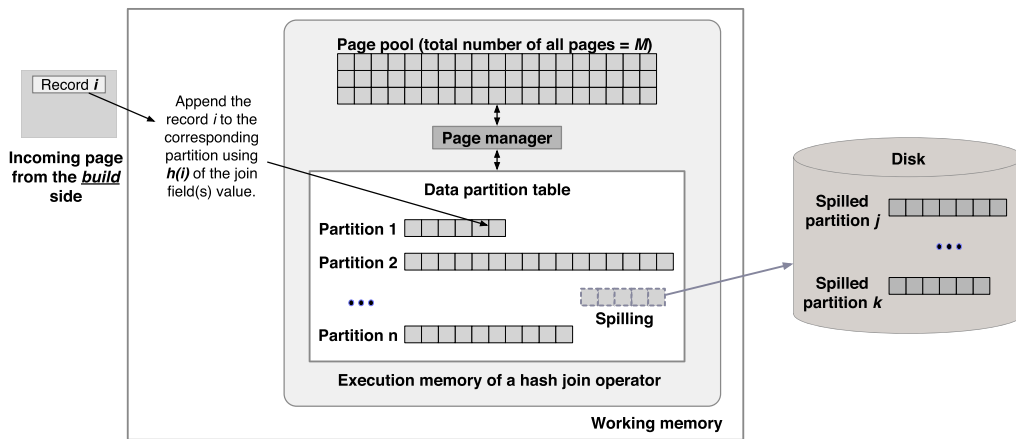 Page pool (total number of all pages = M)
Record i
Append the
record i to the
corresponding
partition using
h(i) of the join
field(s) value.
Incoming page
from the build
side
Page manager
Data partition table
Partition 1
Partition 2
•••
Spilling
Partition n
Execution memory of a hash join operator
Working memory
Disk
Spilled
partition j
•••
Spilled
partition k